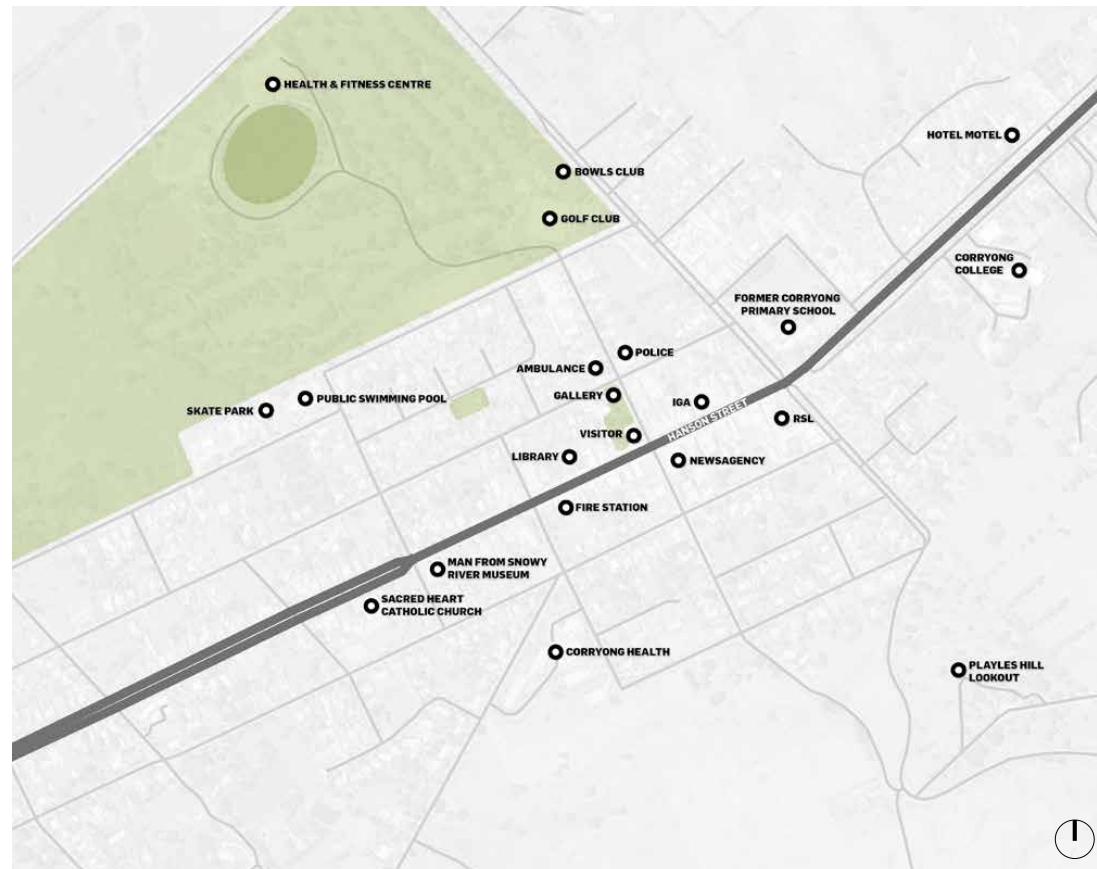 HEALTH & FITNESS CENTRE
HOTEL MOTEL
BOWLS CLUB
GOLF CLUB
CORRYONG
COLLEGE
FORMER CORRYONG
PRIMARY SCHOOL
POLICE
AMBULANCE
GALLERY
PUBLIC SWIMMING POOL
SKATE PARK
IGA
HANSON STREET
RSL
VISITOR
LIBRARY
NEWSAGENCY
FIRE STATION
MAN FROM SNOWY
RIVER MUSEUM
SACRED HEART
CATHOLIC CHURCH
CORRYONG HEALTH
PLAYLES HILL
LOOKOUT